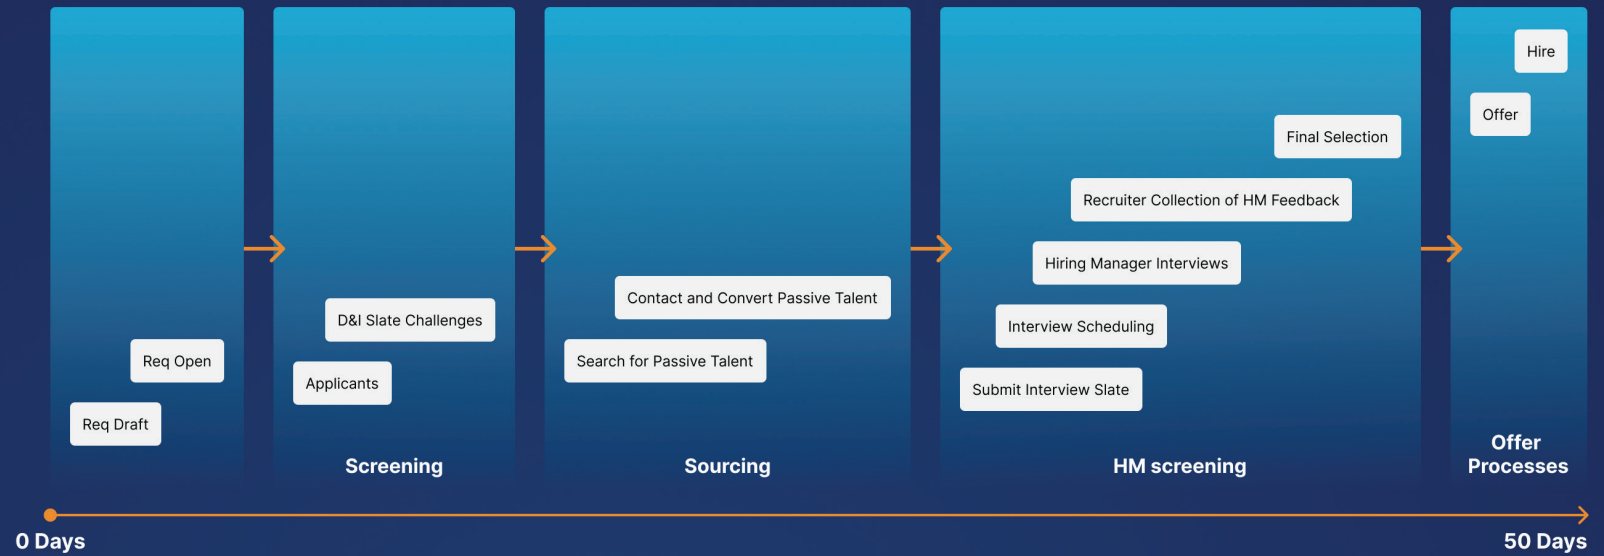 Req Open
Req Draft
D&I Slate Challenges
Applicants
Screening
Contact and Convert Passive Talent
Search for Passive Talent
Sourcing
Final Selection
Recruiter Collection of HM Feedback
Hiring Manager Interviews
Interview Scheduling
Submit Interview Slate
HM screening
Hire
Offer
Offer
Processes
0 Days
50 Days